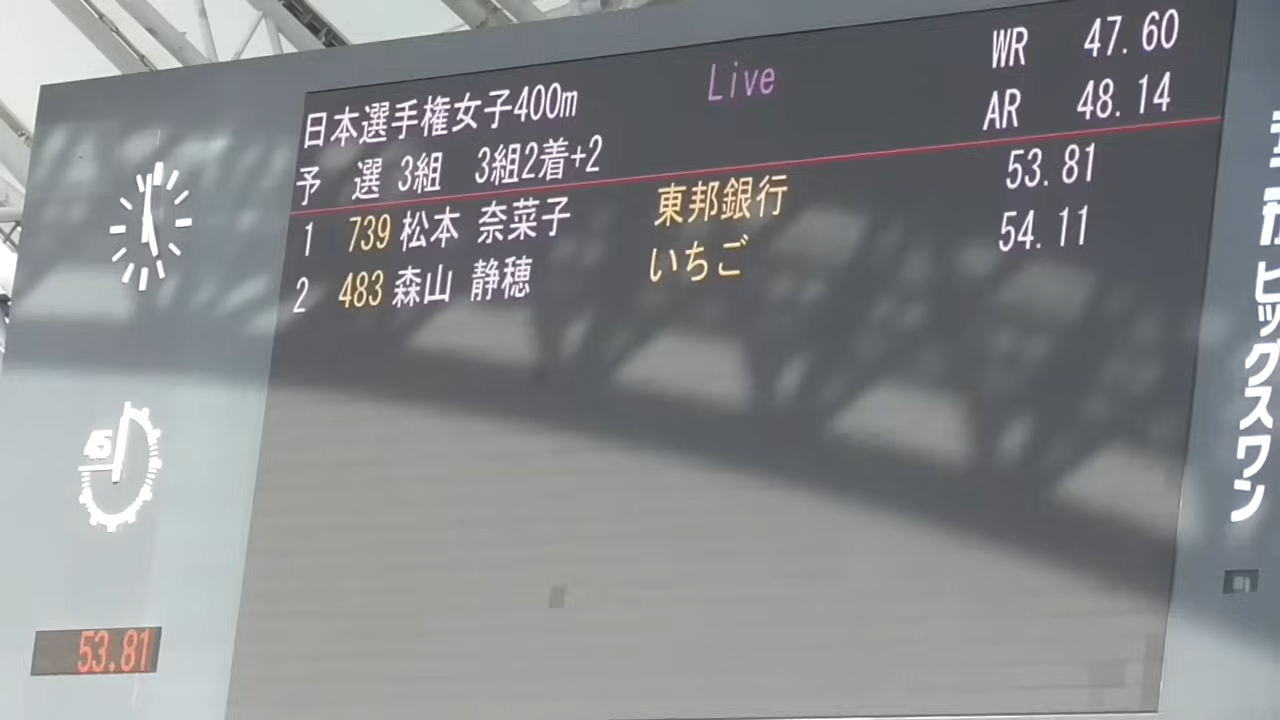 日本選手権女子400m Live WR 47.60
AR 48.14
予 選 3組 3組2着+2
1 739 松本 奈菜子 東邦銀行 53.81
2 483 森山 静穂 いちご 54.11
45
53.81
ビッグスワン